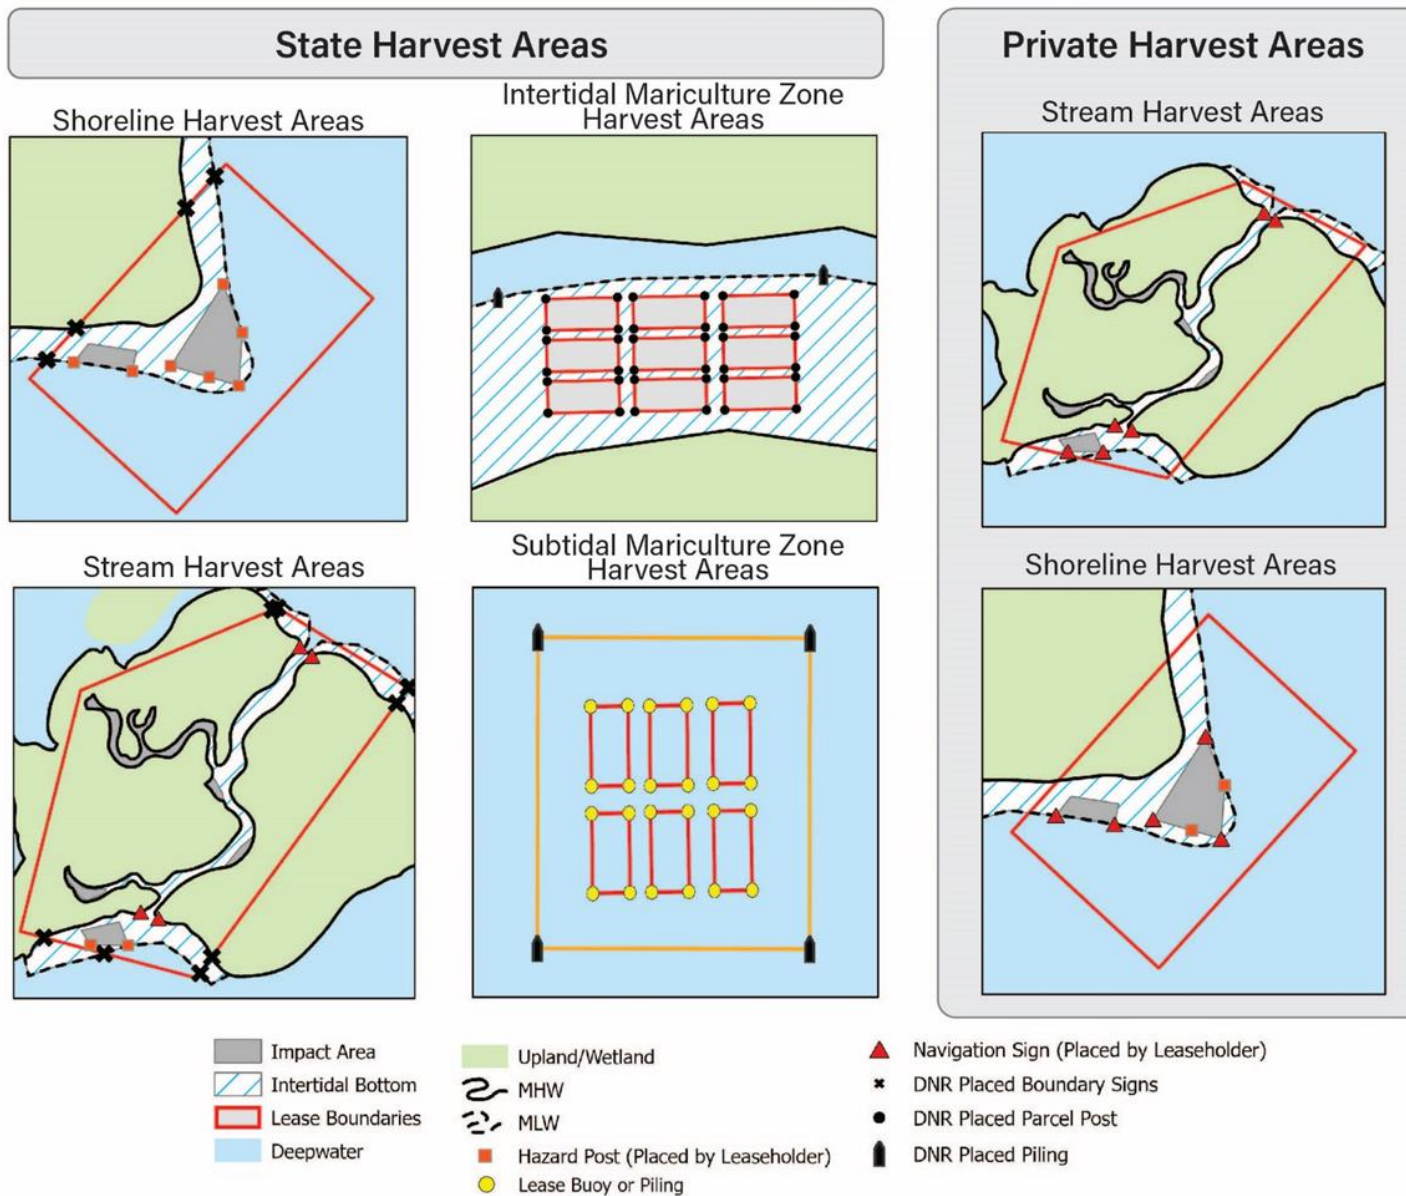 State Harvest Areas
Private Harvest Areas
Shoreline Harvest Areas
Intertidal Mariculture Zone
Harvest Areas
Stream Harvest Areas
Stream Harvest Areas
Subtidal Mariculture Zone
Harvest Areas
Shoreline Harvest Areas
Impact Area
Intertidal Bottom
Lease Boundaries
Deepwater
Upland/Wetland
MHW
MLW
Hazard Post (Placed by Leaseholder)
Lease Buoy or Piling
Navigation Sign (Placed by Leaseholder)
DNR Placed Boundary Signs
DNR Placed Parcel Post
DNR Placed Piling